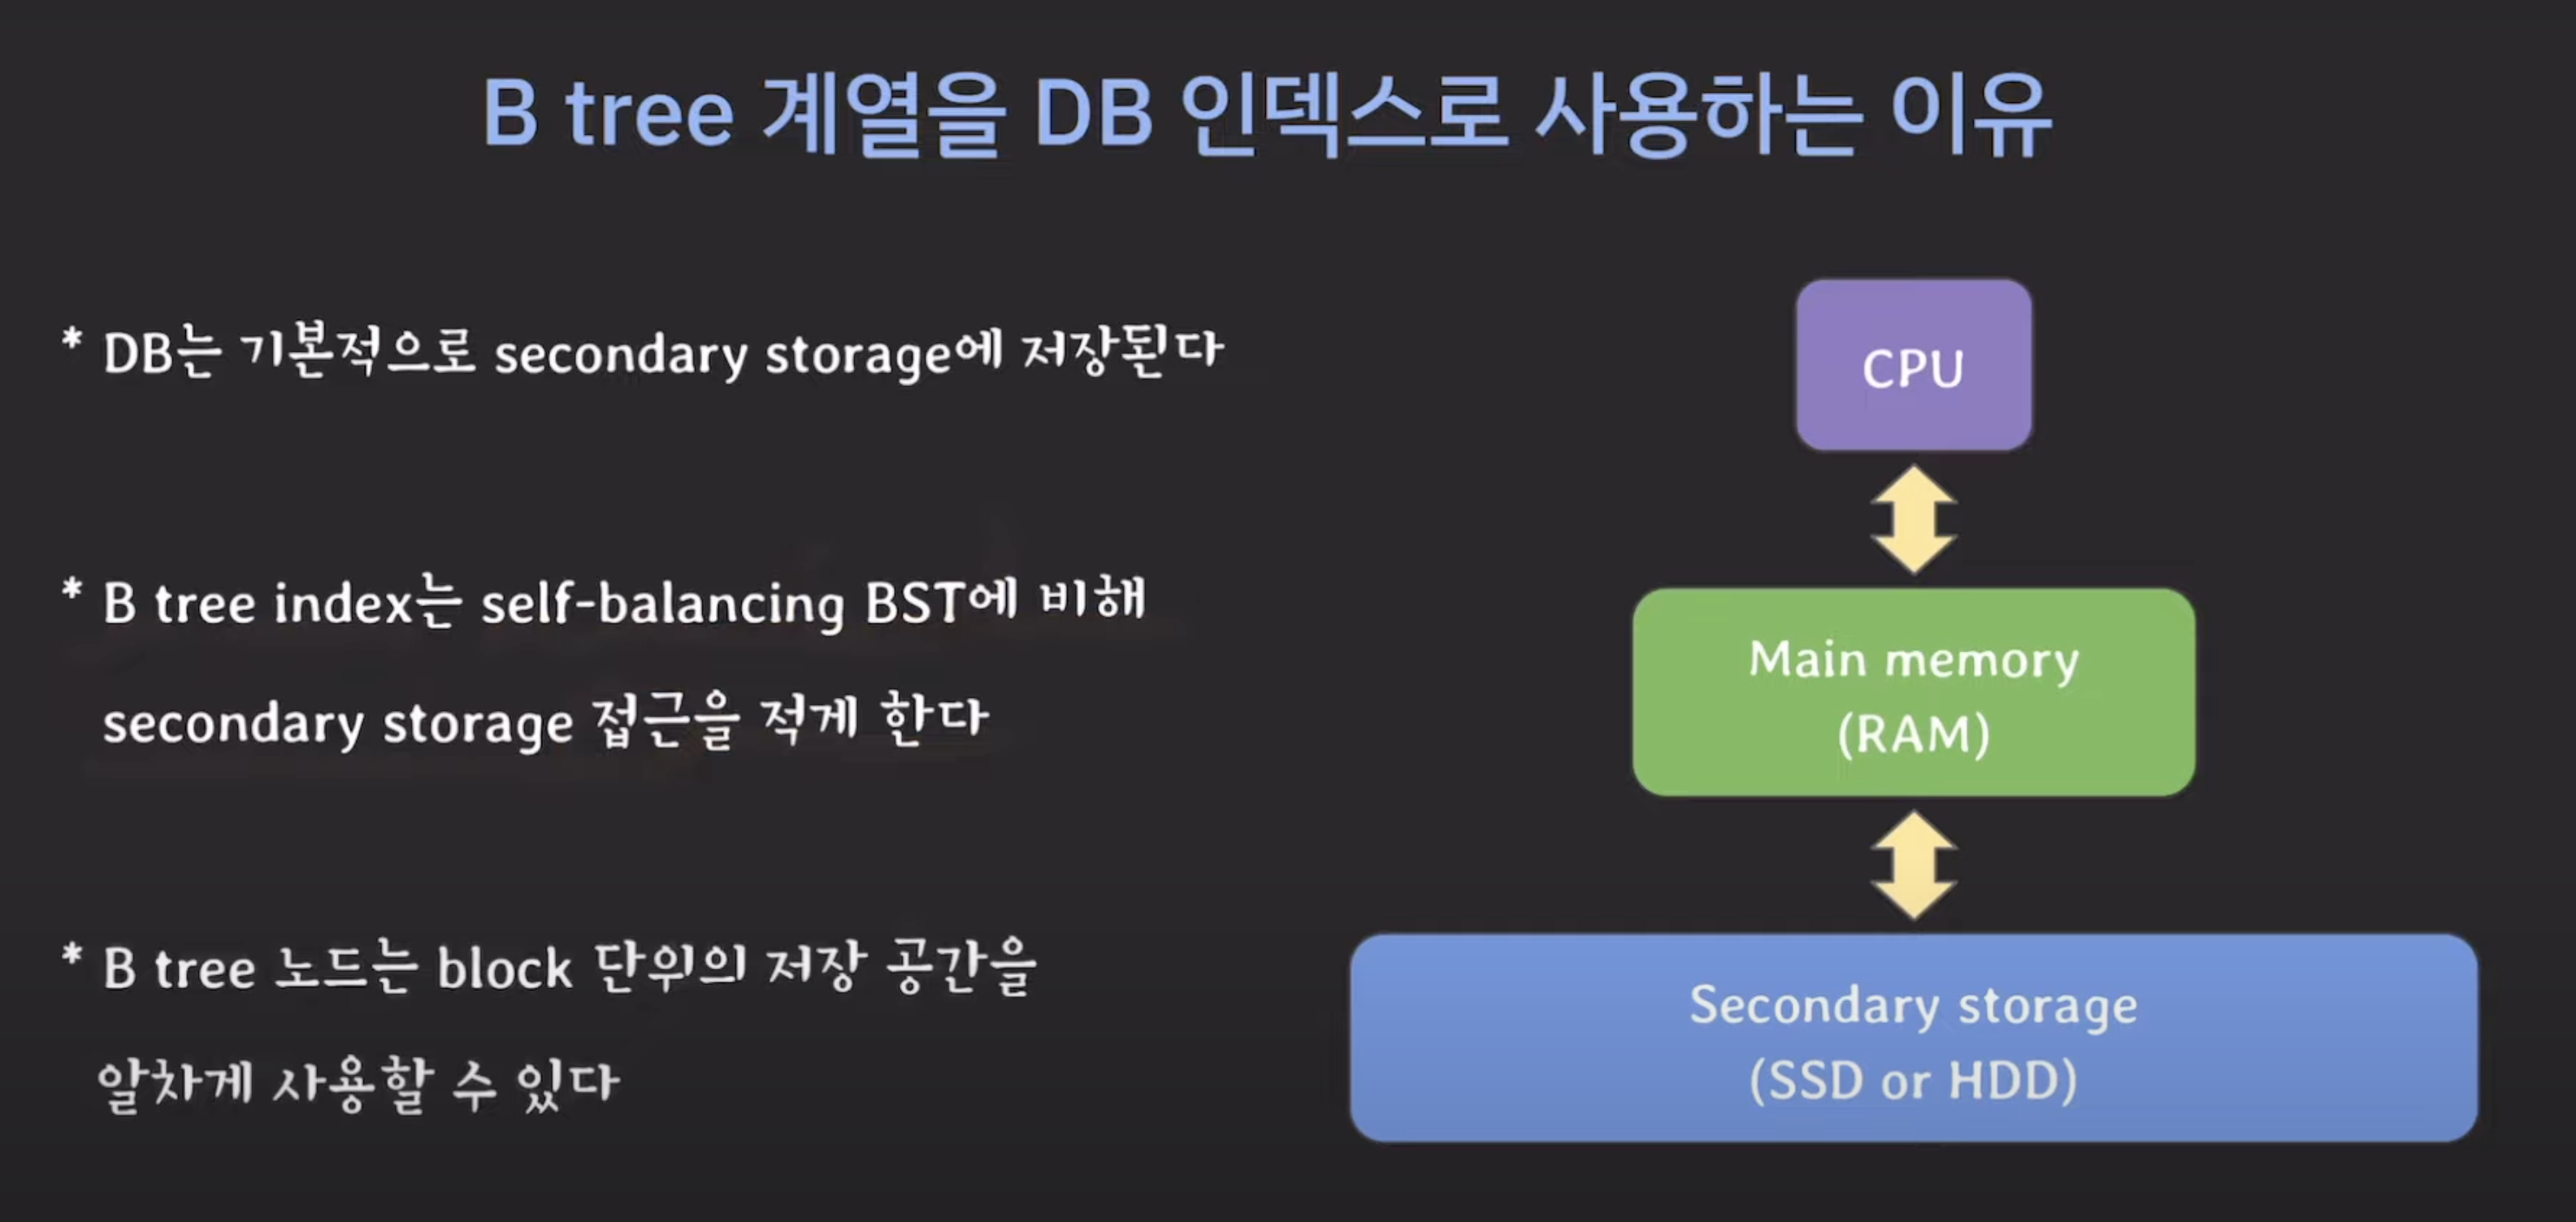 B tree 계열을 DB 인덱스로 사용하는 이유
* DB는 기본적으로 secondary storage에 저장된다
* B tree index는 self-balancing BST에 비해
secondary storage 접근을 적게 한다
* B tree 노드는 block 단위의 저장 공간을
알차게 사용할 수 있다
CPU
Main memory
(RAM)
Secondary storage
(SSD or HDD)